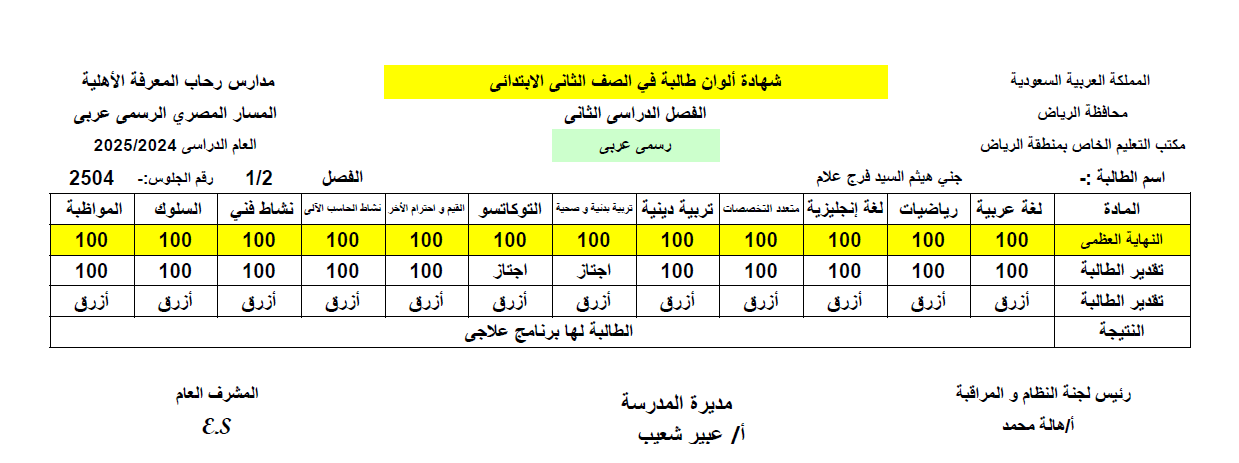 المملكة العربية السعودية شهادة ألوان طالبة في الصف الثانى الابتدائى مدارس رحاب المعرفة الأهلية
محافظة الرياض الفصل الدراسى الثانى المسار المصري الرسمى عربى
مكتب التعليم الخاص بمنطقة الرياض رسمى عربى العام الدراسى 2025/2024
اسم الطالبة :- جني هيثم السيد فرج علام الفصل 1/2 رقم الجلوس:- 2504
المادة لغة عربية رياضيات لغة إنجليزية متعدد التخصصات تربية دينية تربية بدنية و صحية التوكاتسو القيم و احترام الأخر نشاط الحاسب الآلى نشاط فني السلوك المواظبة
النهاية العظمى 100 100 100 100 100 100 100 100 100 100 100 100
تقدير الطالبة 100 100 100 100 100 اجتاز اجتاز 100 100 100 100 100
تقدير الطالبة أزرق أزرق أزرق أزرق أزرق أزرق أزرق أزرق أزرق أزرق أزرق أزرق
النتيجة الطالبة لها برنامج علاجى
رئيس لجنة النظام و المراقبة مديرة المدرسة المشرف العام
أ/هالة محمد أ/ عبير شعيب E.S